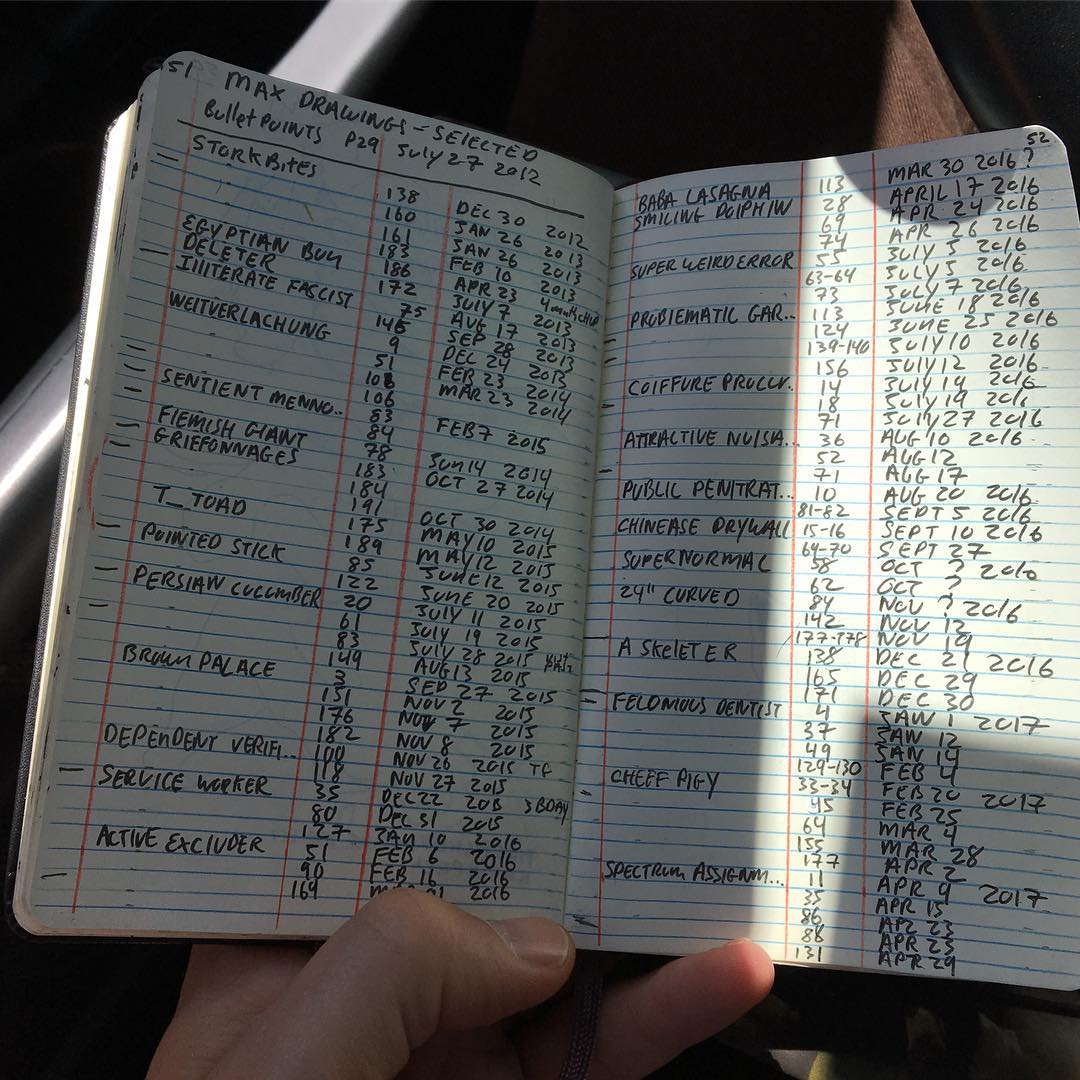 51
MAX DRAWINGS - SELECTED
BULLET POINTS P29 JULY 27 2012
STORKBITES
138 DEC 30 2012
160 JAN 26 2013
161 JAN 26 2013
183 FEB 10 2013
EGYPTIAN BUN 186 APR 23
DELETER 172 JULY 7
ILLITERATE FASCIST 75 AUG 17 2013
146 SEP 28 2013
WEITVERLACHUNG 9 DEC 24 2013
51 FEB 23 2014
108 MAR 23 2014
106
SENTIENT MENNO.. 83 FEB 7 2015
84
FLEMISH GIANT 78 JUN 14 2014
GRIEFONNAGES 183 OCT 27 2014
184
191 OCT 30 2014
T_TOAD 175 MAY 10 2015
189 MAY 12 2015
POINTED STICK 85 JUNE 12 2015
122 JUNE 20 2015
PERSIAN CUCUMBER 20 JULY 11 2015
61 JULY 19 2015
83 JULY 28 2015
149 AUG 13 2015
BROWN PALACE 3 SEP 27 2015
151 NOV 2 2015
176 NOV 7 2015
182 NOV 8 2015
DEPENDENT VERIFI... 100 NOV 26 2015 TG
118 NOV 27 2015
SERVICE WORKER 35 DEC 22 2015 3 BDAY
80 DEC 31 2015
127 JAN 10 2016
ACTIVE EXCLUDER 51 FEB 6 2016
90 FEB 16 2016
169 21 2016
52
BABA LASAGNA 113 MAR 30 2016?
SMILING DOLPHIN 28 APRIL 17 2016
69 APR 24 2016
74 APR 26 2016
SUPER WEIRD ERROR 55 JULY 5 2016
63-64 JULY 5 2016
73 JULY 7 2016
PROBLEMATIC GAR... 113 JUNE 18 2016
124 JUNE 25 2016
139-140 JULY 10 2016
156 JULY 12 2016
COIFFURE PROCUR.. 14 JULY 14 2016
18 JULY 19 2016
71 JULY 27 2016
ATTRACTIVE NUISA... 36 AUG 10 2016
52 AUG 12
71 AUG 17
PUBLIC PENITRAT... 10 AUG 20 2016
81-82 SEPT 5 2016
CHINEASE DRYWALL 15-16 SEPT 10 2016
64-70 SEPT 27
SUPERNORMAL 58 OCT ? 2016
62 OCT ?
24" CURVED 84 NOV ? 2016
142 NOV 12
177-178 NOV 19
A SKELETER 138 DEC 21 2016
165 DEC 29
171 DEC 30
FELONIOUS DENTIST 4 JAN 1 2017
37 JAN 12
49 JAN 14
129-130 FEB 4
CHEEF PIGY 33-34 FEB 20 2017
45 FEB 25
64 MAR 4
155 MAR 28
177 APR 2
SPECTRUM ASSIGNM... 11 APR 9 2017
35 APR 15
86 APR 23
88 APR 23
131 APR 29